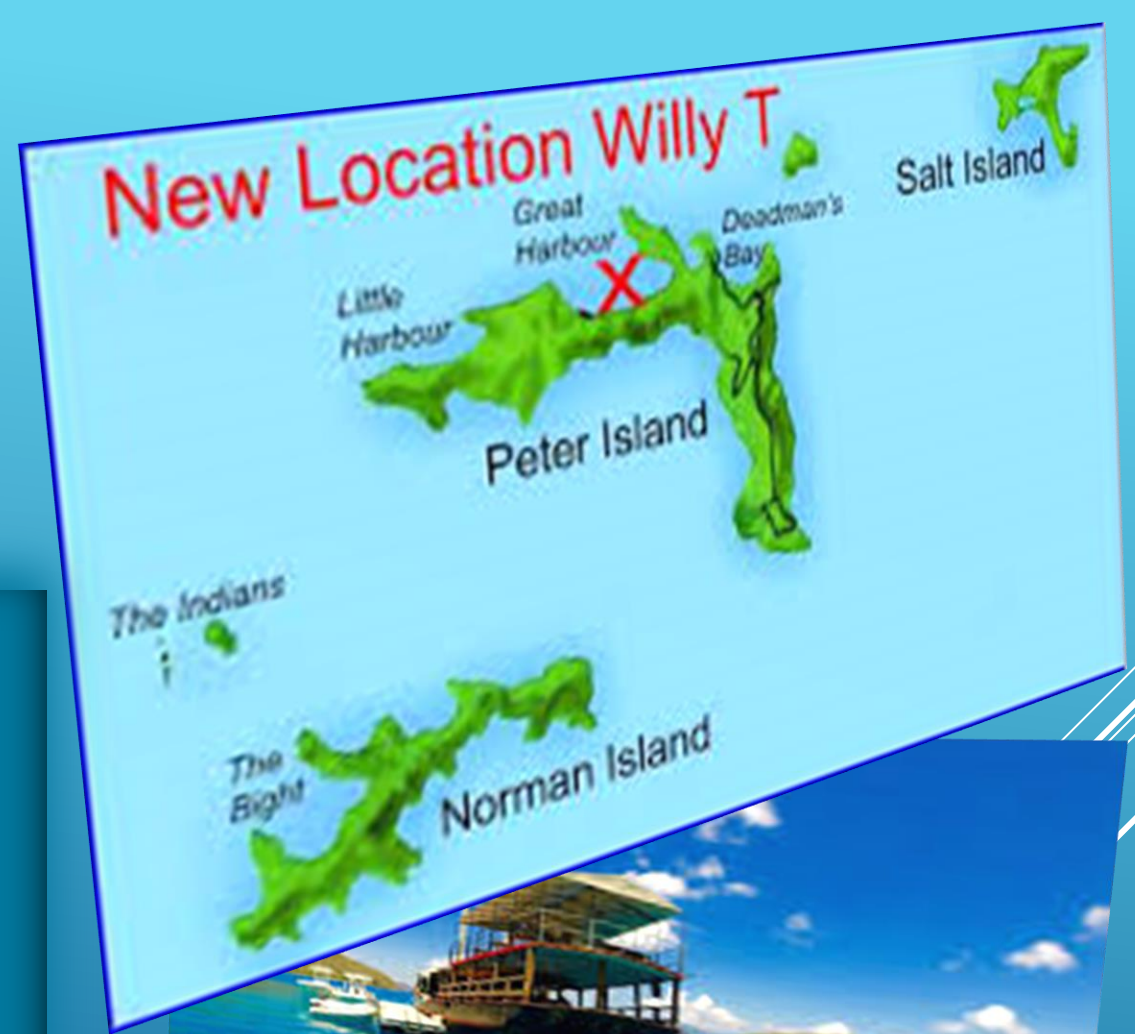 New Location Willy T
Great
Harbour
Deadman's
Bay
Salt Island
Little
Harbour
X
Peter Island
The Indians
The
Bight
Norman Island